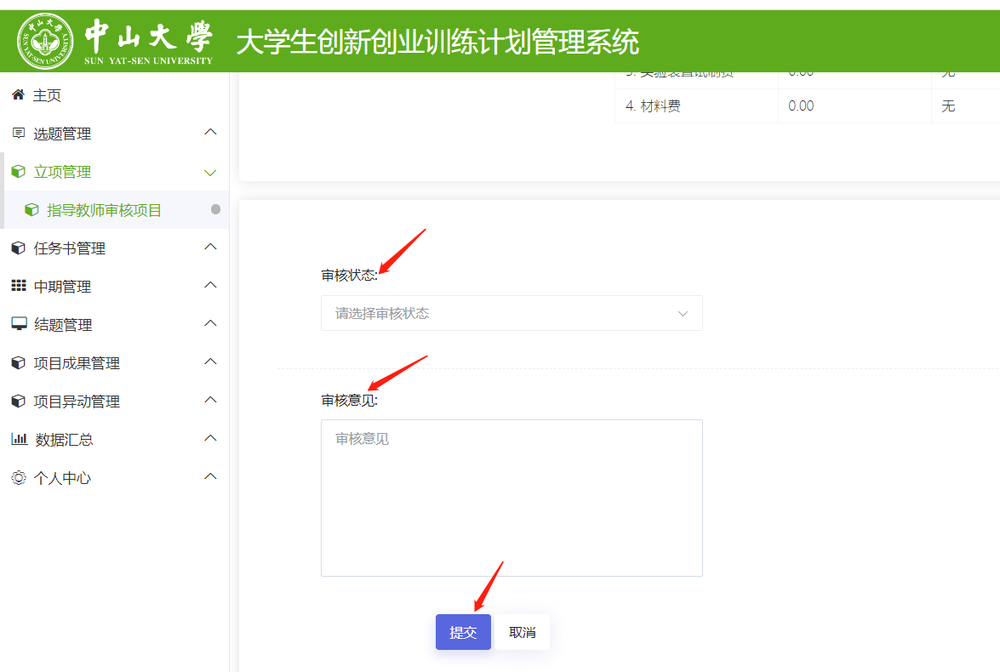 中山大學
SUN YAT-SEN UNIVERSITY
大学生创新创业训练计划管理系统
主页
选题管理
立项管理
指导教师审核项目
任务书管理
中期管理
结题管理
项目成果管理
项目异动管理
数据汇总
个人中心
4. 材料费 0.00 无
审核状态:
请选择审核状态
审核意见:
审核意见
提交 取消